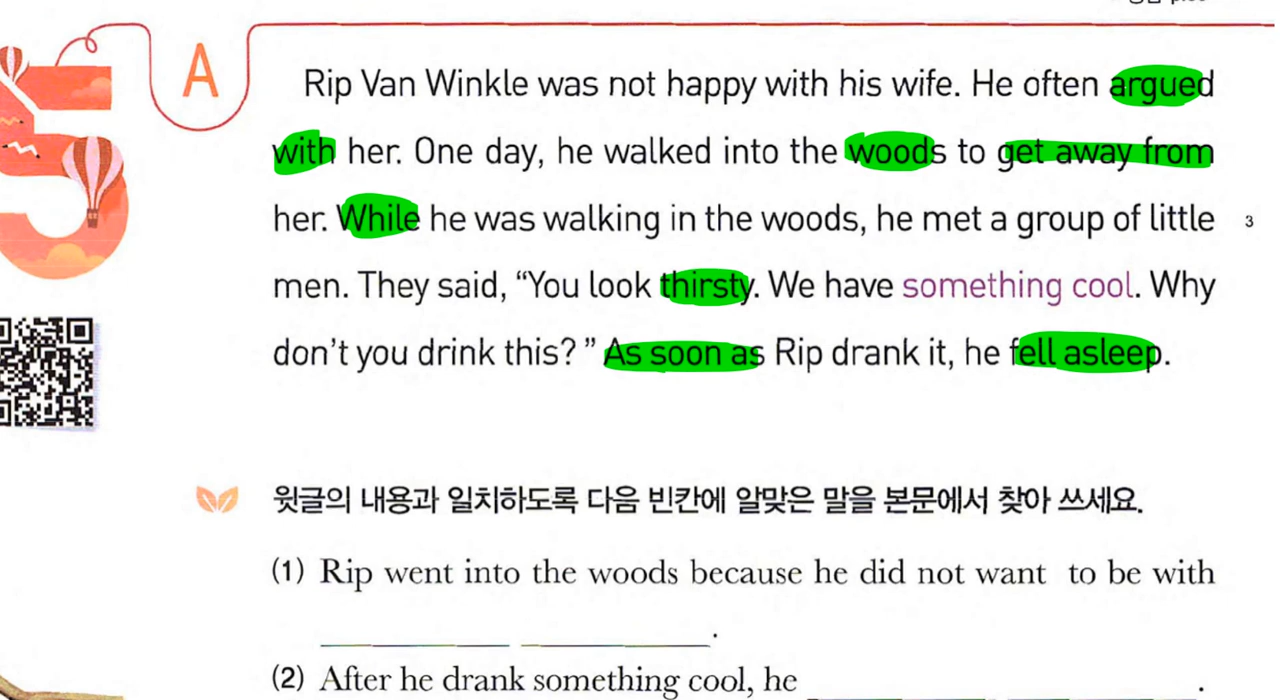 A
Rip Van Winkle was not happy with his wife. He often argued
with her. One day, he walked into the woods to get away from
her. While he was walking in the woods, he met a group of little
3
men. They said, “You look thirsty. We have something cool. Why
don’t you drink this? ” As soon as Rip drank it, he fell asleep.
윗글의 내용과 일치하도록 다음 빈칸에 알맞은 말을 본문에서 찾아 쓰세요.
(1) Rip went into the woods because he did not want to be with
.
(2) After he drank something cool, he .